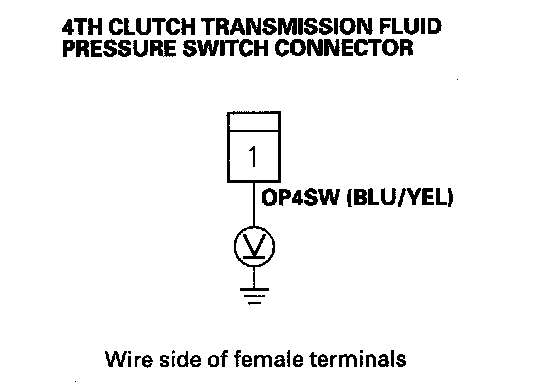 4TH CLUTCH TRANSMISSION FLUID
PRESSURE SWITCH CONNECTOR
1
OP4SW (BLU/YEL)
V
Wire side of female terminals